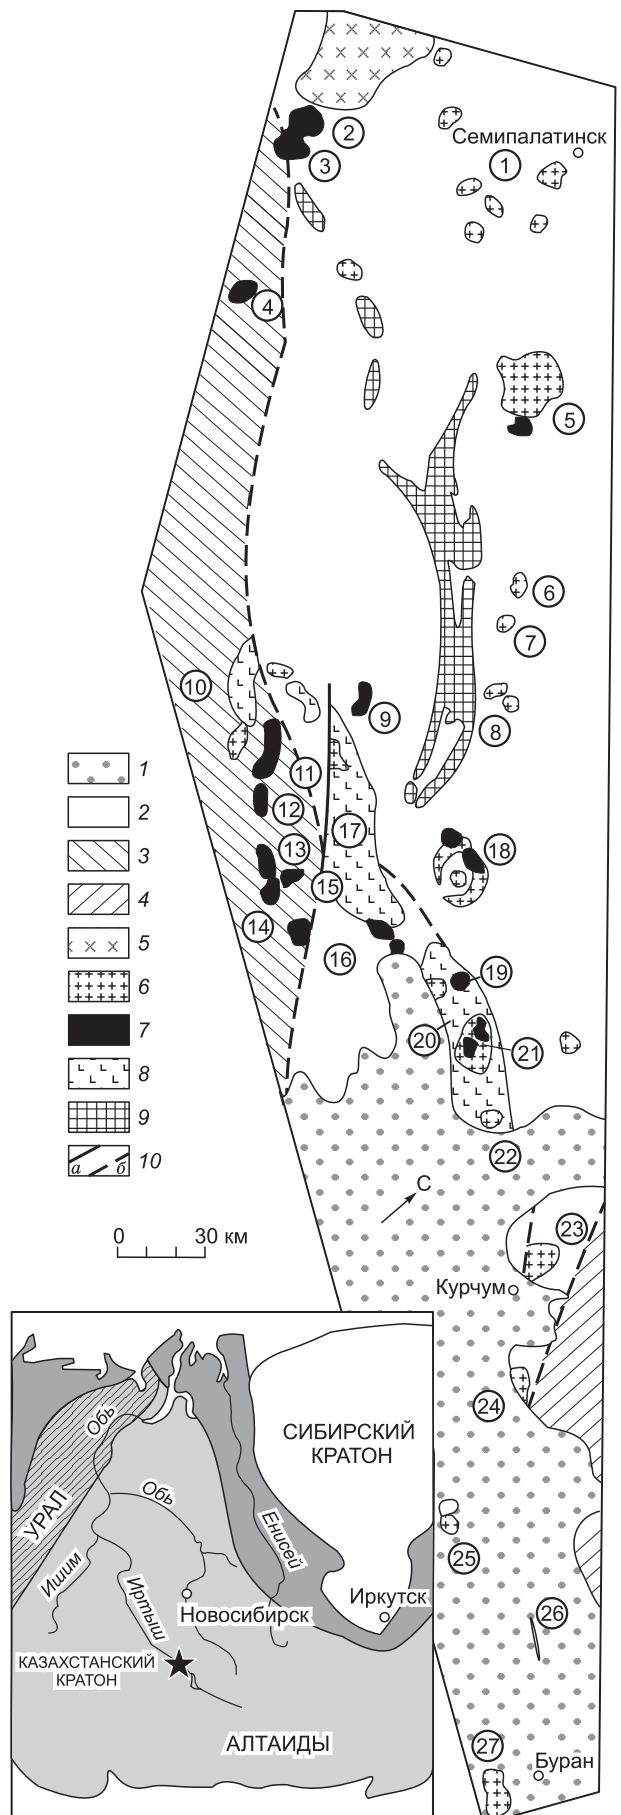 Семипалатинск
1
2
3
4
5
6
7
8
9
10
11
12
13
14
15
16
17
18
19
20
21
22
23
24
25
26
27
1
2
3
4
5
6
7
8
9
а б 10
0 30 км
С
Курчум
Буран
СИБИРСКИЙ
КРАТОН
УРАЛ
Обь
Обь
Енисей
Ишим
Иртыш
Новосибирск
Иркутск
КАЗАХСТАНСКИЙ
КРАТОН
АЛТАИДЫ